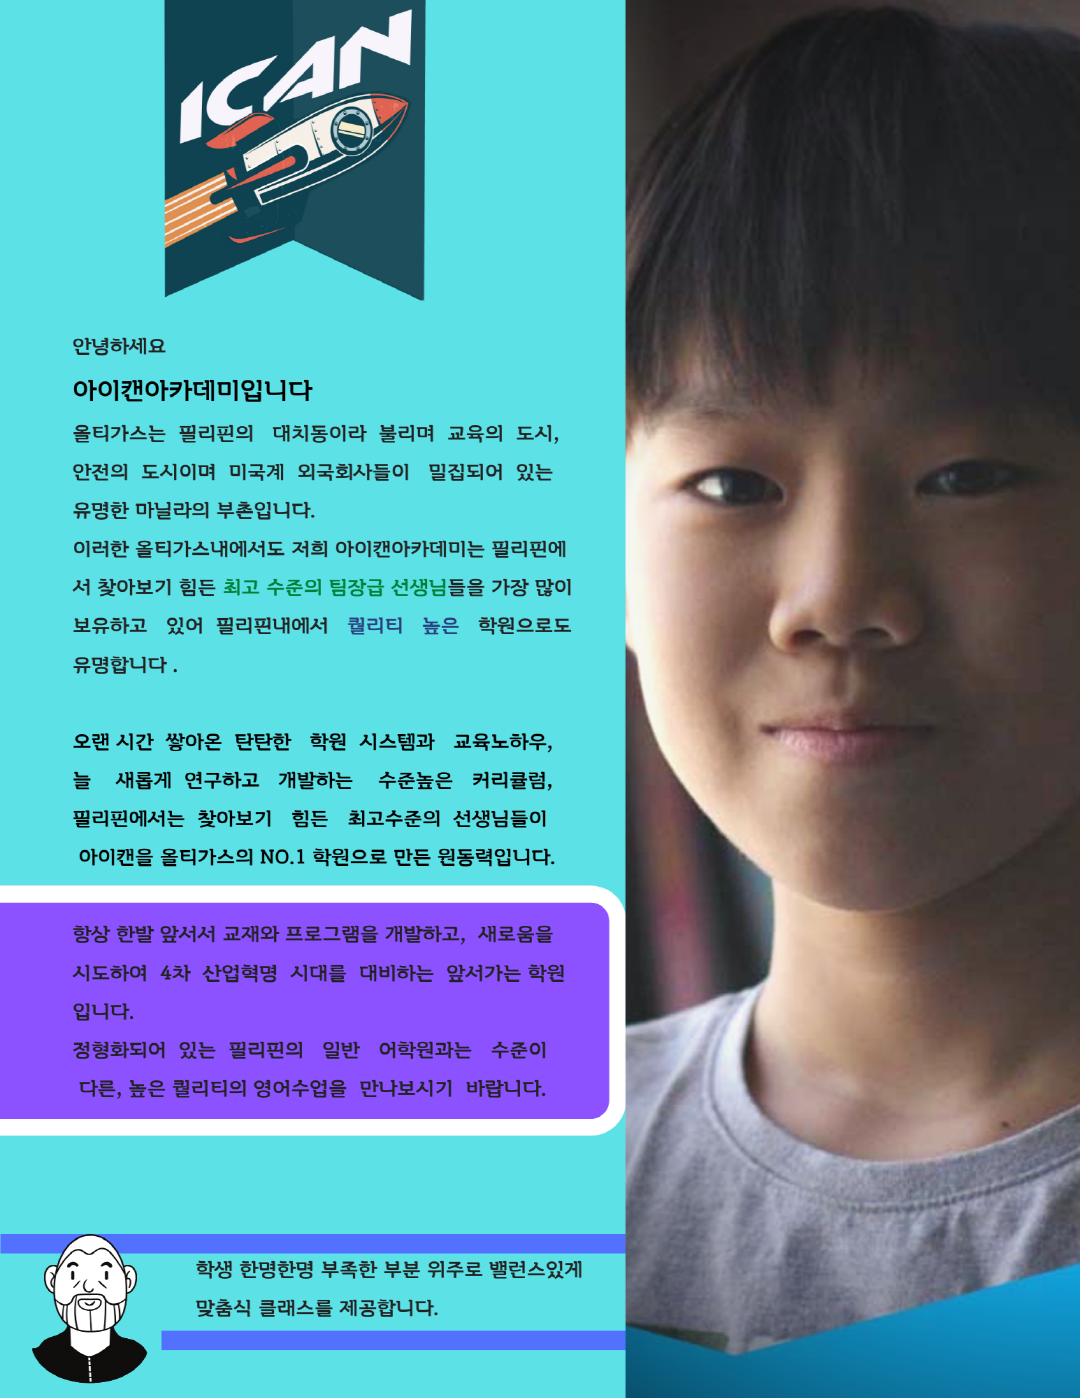 ICAN
안녕하세요
아이캔아카데미입니다
올티가스는 필리핀의 대치동이라 불리며 교육의 도시,
안전의 도시이며 미국계 외국회사들이 밀집되어 있는
유명한 마닐라의 부촌입니다.
이러한 올티가스내에서도 저희 아이캔아카데미는 필리핀에
서 찾아보기 힘든 최고 수준의 팀장급 선생님들을 가장 많이
보유하고 있어 필리핀내에서 퀄리티 높은 학원으로도
유명합니다 .
오랜 시간 쌓아온 탄탄한 학원 시스템과 교육노하우,
늘 새롭게 연구하고 개발하는 수준높은 커리큘럼,
필리핀에서는 찾아보기 힘든 최고수준의 선생님들이
아이캔을 올티가스의 NO.1 학원으로 만든 원동력입니다.
항상 한발 앞서서 교재와 프로그램을 개발하고, 새로움을
시도하여 4차 산업혁명 시대를 대비하는 앞서가는 학원
입니다.
정형화되어 있는 필리핀의 일반 어학원과는 수준이
다른, 높은 퀄리티의 영어수업을 만나보시기 바랍니다.
학생 한명한명 부족한 부분 위주로 밸런스있게
맞춤식 클래스를 제공합니다.